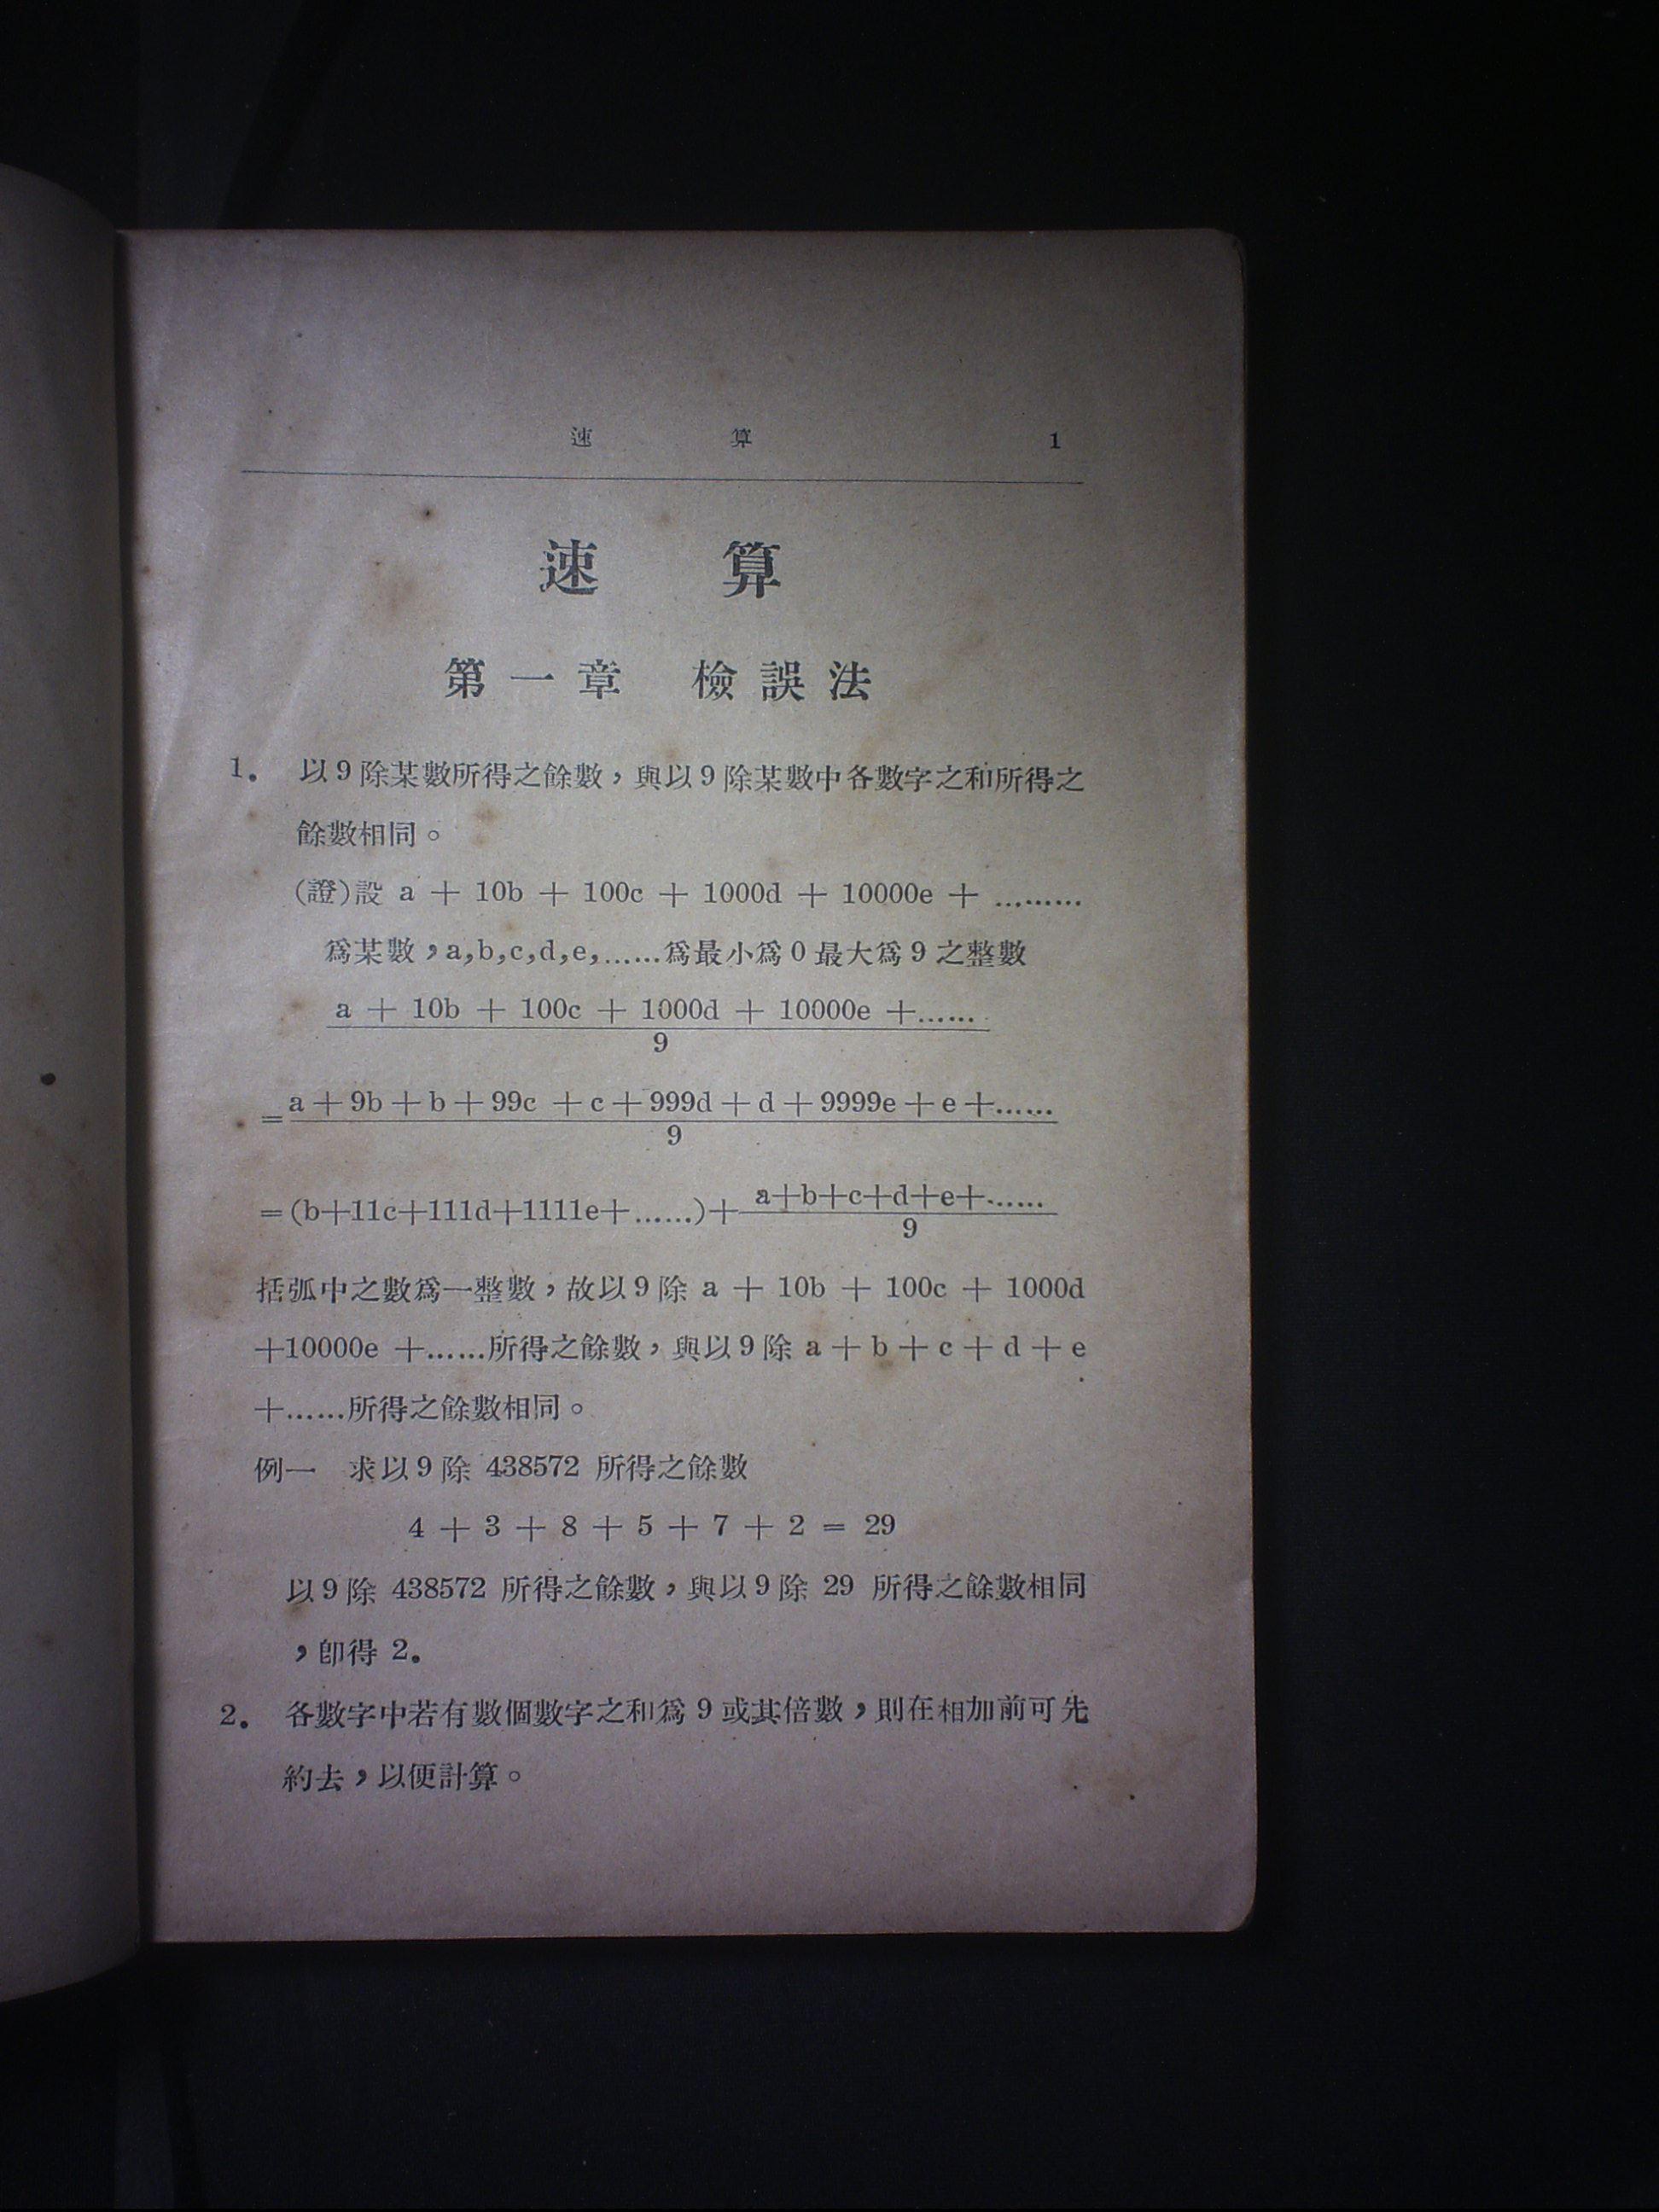 速 算 1
速 算
第一章 檢誤法
1. 以9除某數所得之餘數，與以9除某數中各數字之和所得之
餘數相同。
(證)設 a + 10b + 100c + 1000d + 10000e + .........
爲某數，a,b,c,d,e,......爲最小爲0最大爲9之整數
a + 10b + 100c + 1000d + 10000e +......
9
=a + 9b + b + 99c + c + 999d + d + 9999e + e +......
9
=(b+11c+111d+1111e+......)+ a+b+c+d+e+......
9
括弧中之數爲一整數，故以9除 a + 10b + 100c + 1000d
+10000e +......所得之餘數，與以9除 a + b + c + d + e
+......所得之餘數相同。
例一 求以9除 438572 所得之餘數
4 + 3 + 8 + 5 + 7 + 2 = 29
以9除 438572 所得之餘數，與以9除 29 所得之餘數相同
，卽得 2.
2. 各數字中若有數個數字之和爲9或其倍數，則在相加前可先
約去，以便計算。